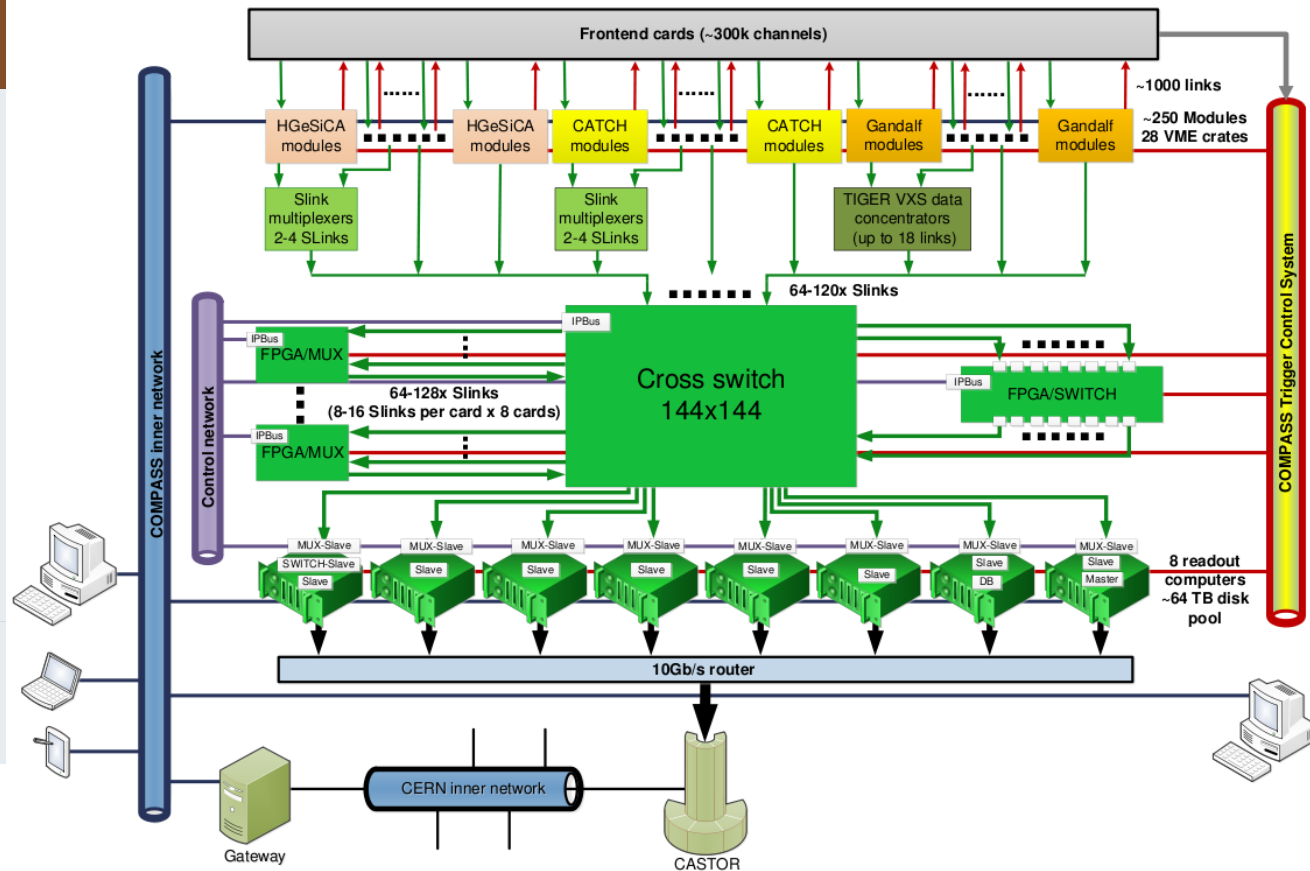 Frontend cards (~300k channels)
~1000 links
HGeSiCA
modules
HGeSiCA
modules
CATCH
modules
CATCH
modules
Gandalf
modules
Gandalf
modules
~250 Modules
28 VME crates
Slink
multiplexers
2-4 SLinks
Slink
multiplexers
2-4 SLinks
TIGER VXS data
concentrators
(up to 18 links)
64-120x Slinks
COMPASS inner network
Control network
COMPASS Trigger Control System
IPBus
IPBus
FPGA/MUX
Cross switch
144x144
IPBus
FPGA/SWITCH
64-128x Slinks
(8-16 Slinks per card x 8 cards)
IPBus
FPGA/MUX
MUX-Slave
SWITCH-Slave
Slave
MUX-Slave
Slave
MUX-Slave
Slave
MUX-Slave
Slave
MUX-Slave
Slave
MUX-Slave
Slave
MUX-Slave
Slave
DB
MUX-Slave
Slave
Master
8 readout
computers
~64 TB disk
pool
10Gb/s router
CERN inner network
Gateway
CASTOR